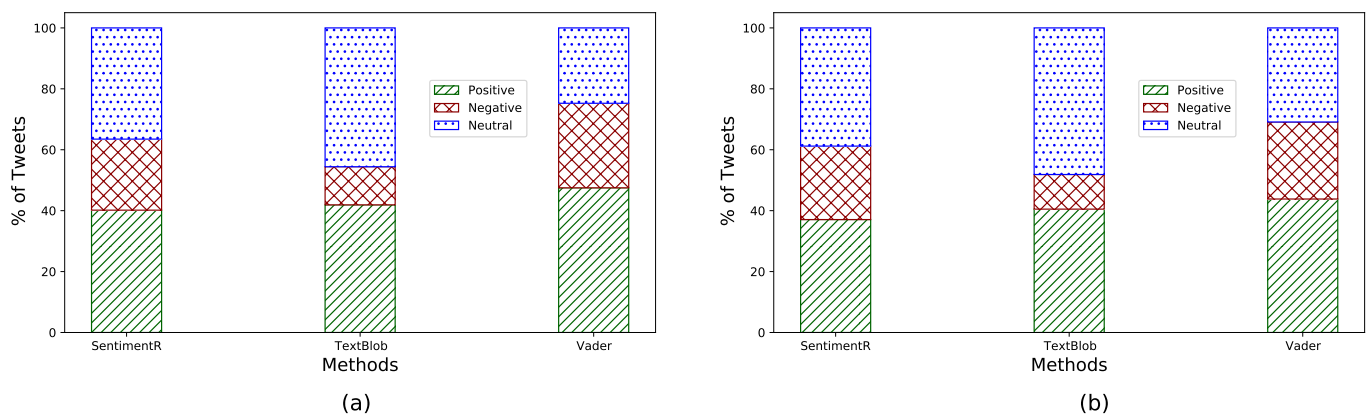 100
80
60
40
20
0
% of Tweets
Positive
Negative
Neutral
SentimentR TextBlob Vader
Methods
(a)
100
80
60
40
20
0
% of Tweets
Positive
Negative
Neutral
SentimentR TextBlob Vader
Methods
(b)